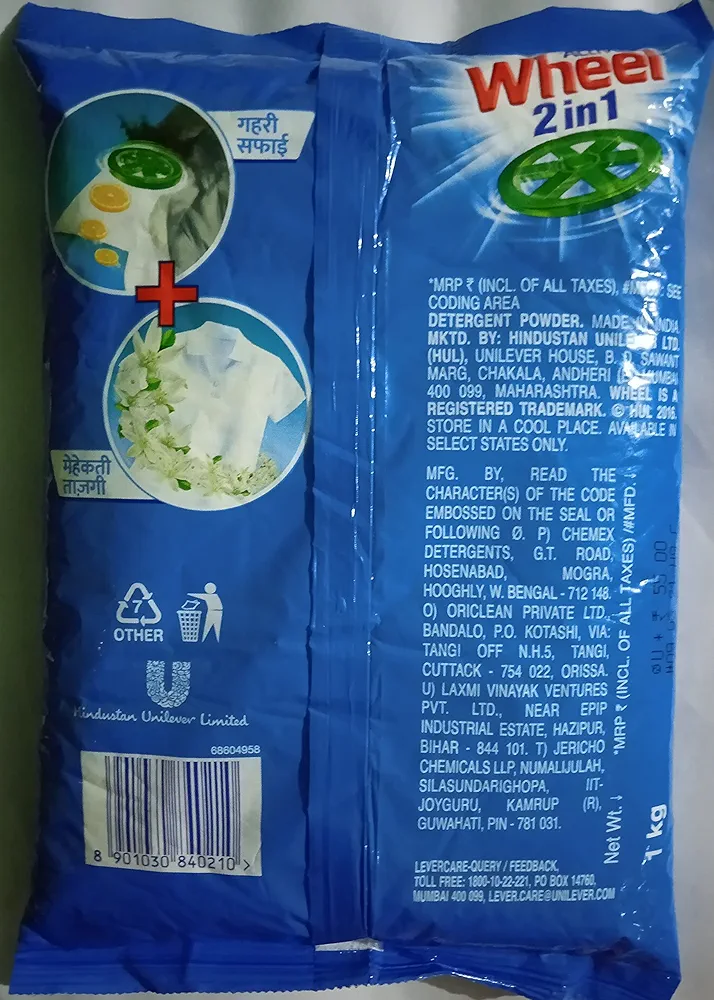 गहरी
सफाई
मेहेकती
ताज़गी
7
OTHER
U
Hindustan Unilever Limited
68604958
8 901030 840210 >
Wheel
2in1
*MRP ₹ (INCL. OF ALL TAXES), SEE
CODING AREA
DETERGENT POWDER. MADE IN INDIA
MKTD. BY: HINDUSTAN UNILEVER LTD.
(HUL), UNILEVER HOUSE, B. D. SAWANT
MARG, CHAKALA, ANDHERI (E), MUMBAI
400 099, MAHARASHTRA. WHEEL IS A
REGISTERED TRADEMARK. © HUL 2016.
STORE IN A COOL PLACE. AVAILABLE IN
SELECT STATES ONLY.
MFG. BY, READ THE
CHARACTER(S) OF THE CODE
EMBOSSED ON THE SEAL OR
FOLLOWING Ø. P) CHEMEX
DETERGENTS, G.T. ROAD,
HOSENABAD, MOGRA,
HOOGHLY, W. BENGAL - 712 148.
O) ORICLEAN PRIVATE LTD.,
BANDALO, P.O. KOTASHI, VIA:
TANGI OFF N.H.5, TANGI,
CUTTACK - 754 022, ORISSA.
U) LAXMI VINAYAK VENTURES
PVT. LTD., NEAR EPIP
INDUSTRIAL ESTATE, HAZIPUR,
BIHAR - 844 101. T) JERICHO
CHEMICALS LLP, NUMALIJULAH,
SILASUNDARIGHOPA, IIT-
JOYGURU, KAMRUP (R),
GUWAHATI, PIN - 781 031.
Net Wt.↓ *MRP ₹ (INCL. OF ALL TAXES) /#MFD.↓
1 kg
LEVERCARE-QUERY / FEEDBACK,
TOLL FREE: 1800-10-22-221, PO BOX 14760,
MUMBAI 400 099, LEVER.CARE@UNILEVER.COM